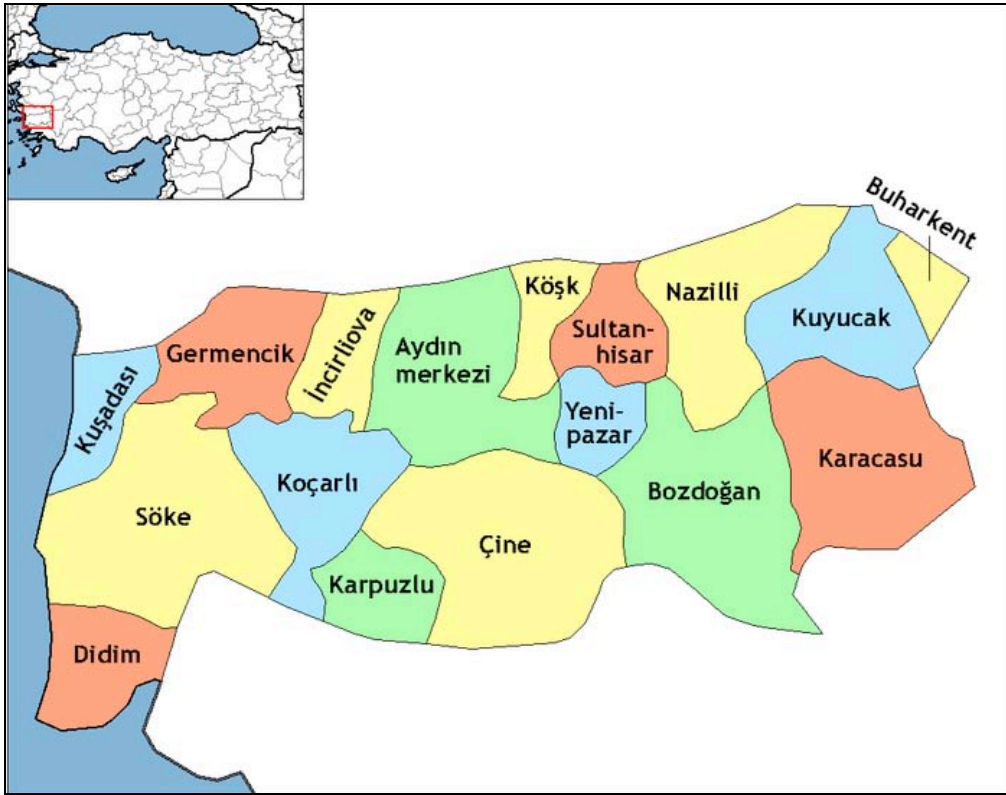 Buharkent
Köşk
Nazilli
Kuyucak
Sultan-
hisar
Germencik
İncirliova
Aydın
merkezi
Kuşadası
Yeni-
pazar
Karacasu
Koçarlı
Bozdoğan
Söke
Çine
Karpuzlu
Didim